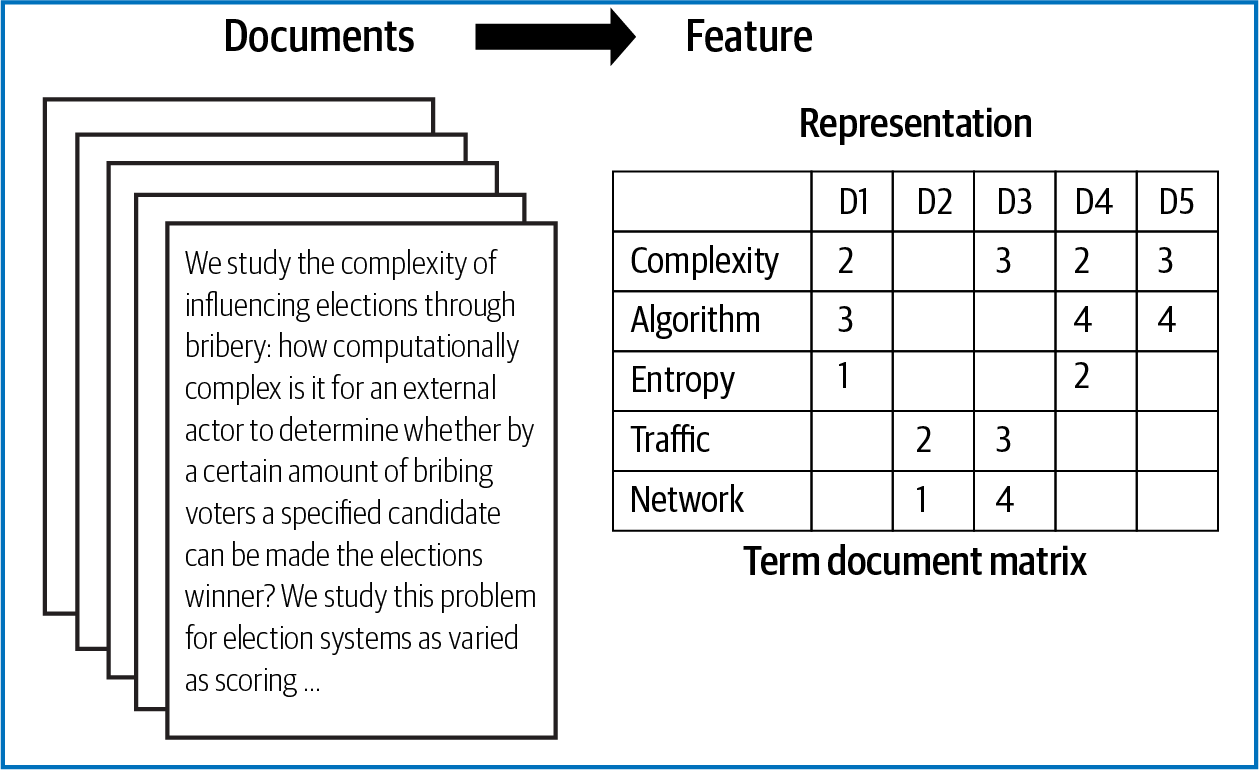 Documents
Feature
We study the complexity of
influencing elections through
bribery: how computationally
complex is it for an external
actor to determine whether by
a certain amount of bribing
voters a specified candidate
can be made the elections
winner? We study this problem
for election systems as varied
as scoring ...
Representation
D1 D2 D3 D4 D5
Complexity 2 3 2 3
Algorithm 3 4 4
Entropy 1 2
Traffic 2 3
Network 1 4
Term document matrix